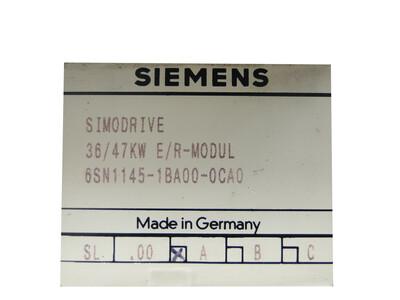 SIEMENS
SIMODRIVE
36/47KW E/R-MODUL
6SN1145-1BA00-0CA0
Made in Germany
SL .00 A B C